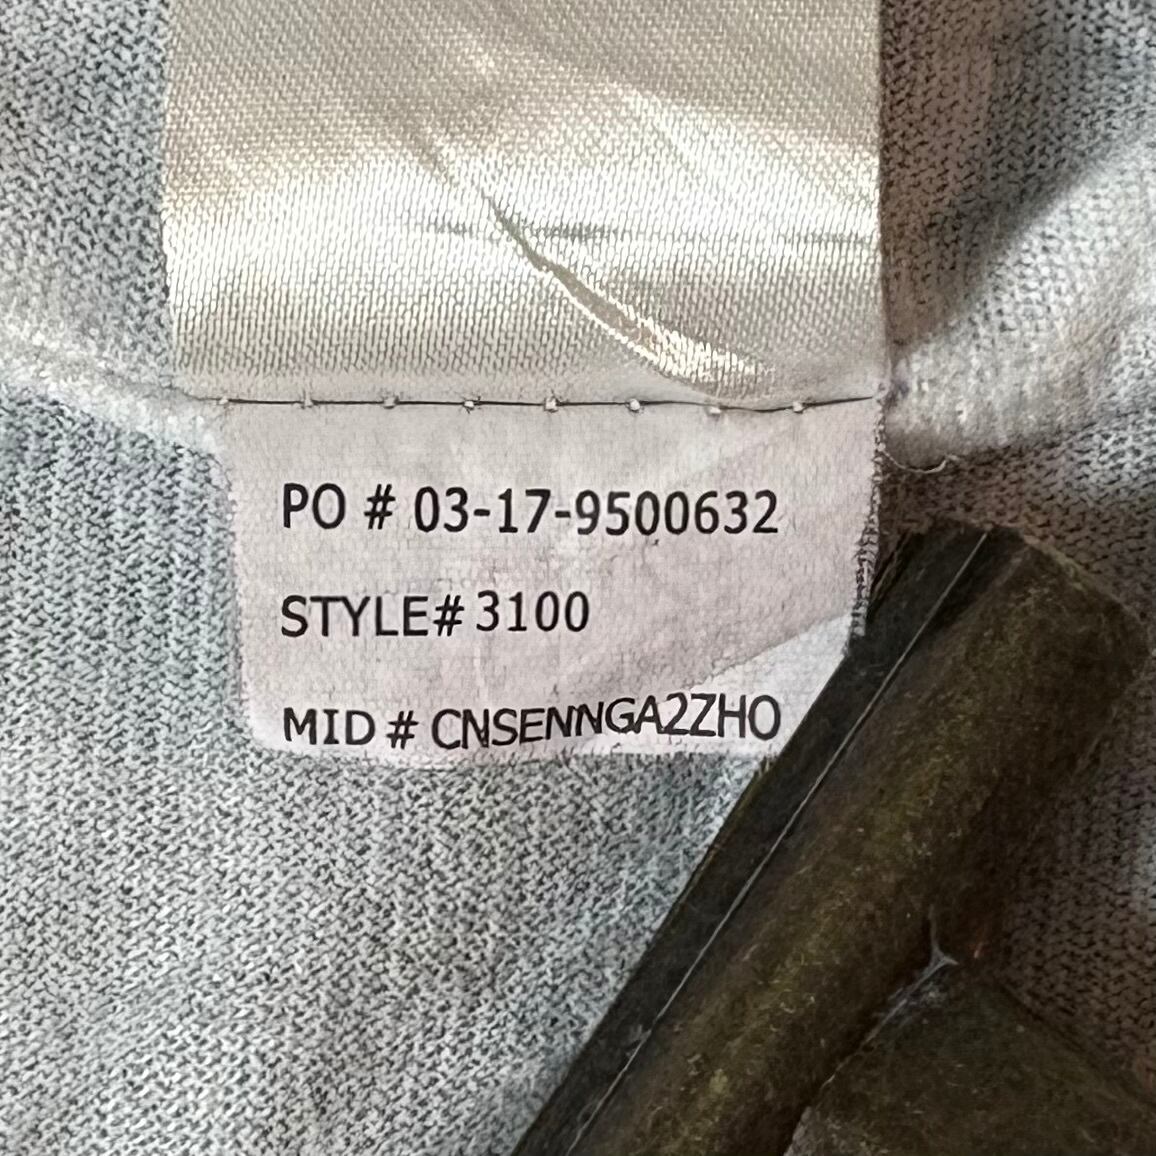 PO # 03-17-9500632
STYLE# 3100
MID # CNSENNGA2ZHO